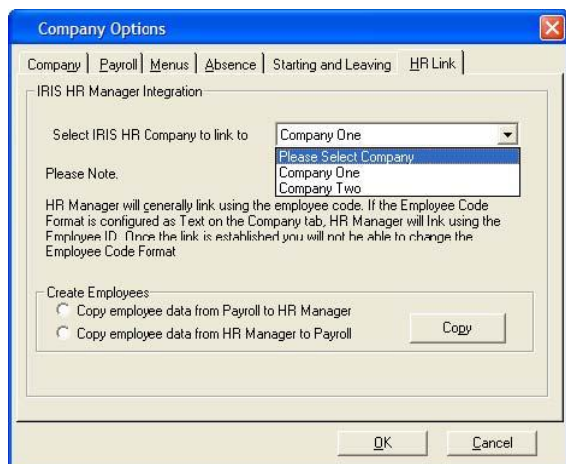 Company Options
Company Payroll Menus Absence Starting and Leaving HR Link
IRIS HR Manager Integration
Select IRIS HR Company to link to Company One
Please Select Company
Company One
Company Two
Please Note.
HR Manager will generally link using the employee code. If the Employee Code
Format is configured as Text on the Company tab, HR Manager will link using the
Employee ID. Once the link is established you will not be able to change the
Employee Code Format
Create Employees
Copy employee data from Payroll to HR Manager
Copy employee data from HR Manager to Payroll
Copy
OK Cancel